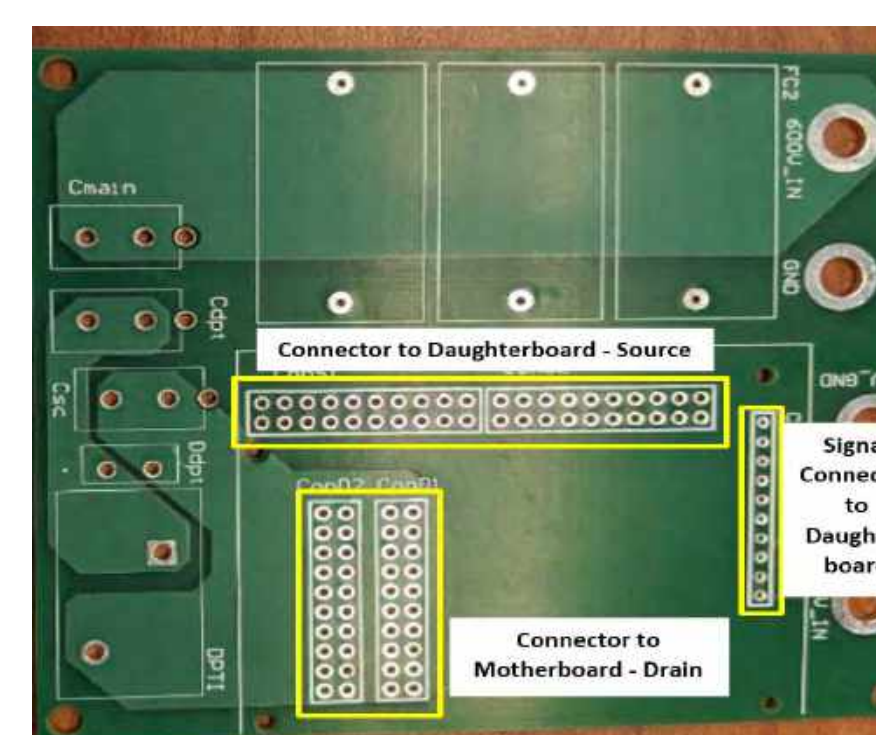 FC2 600V_IN
Cmain
GND
Cdpt
Connector to Daughterboard - Source
Csc
Ddpt
Signa
Connec
to
Daugh
boar
ConD2 ConD1
Connector to
Motherboard - Drain
DPTI